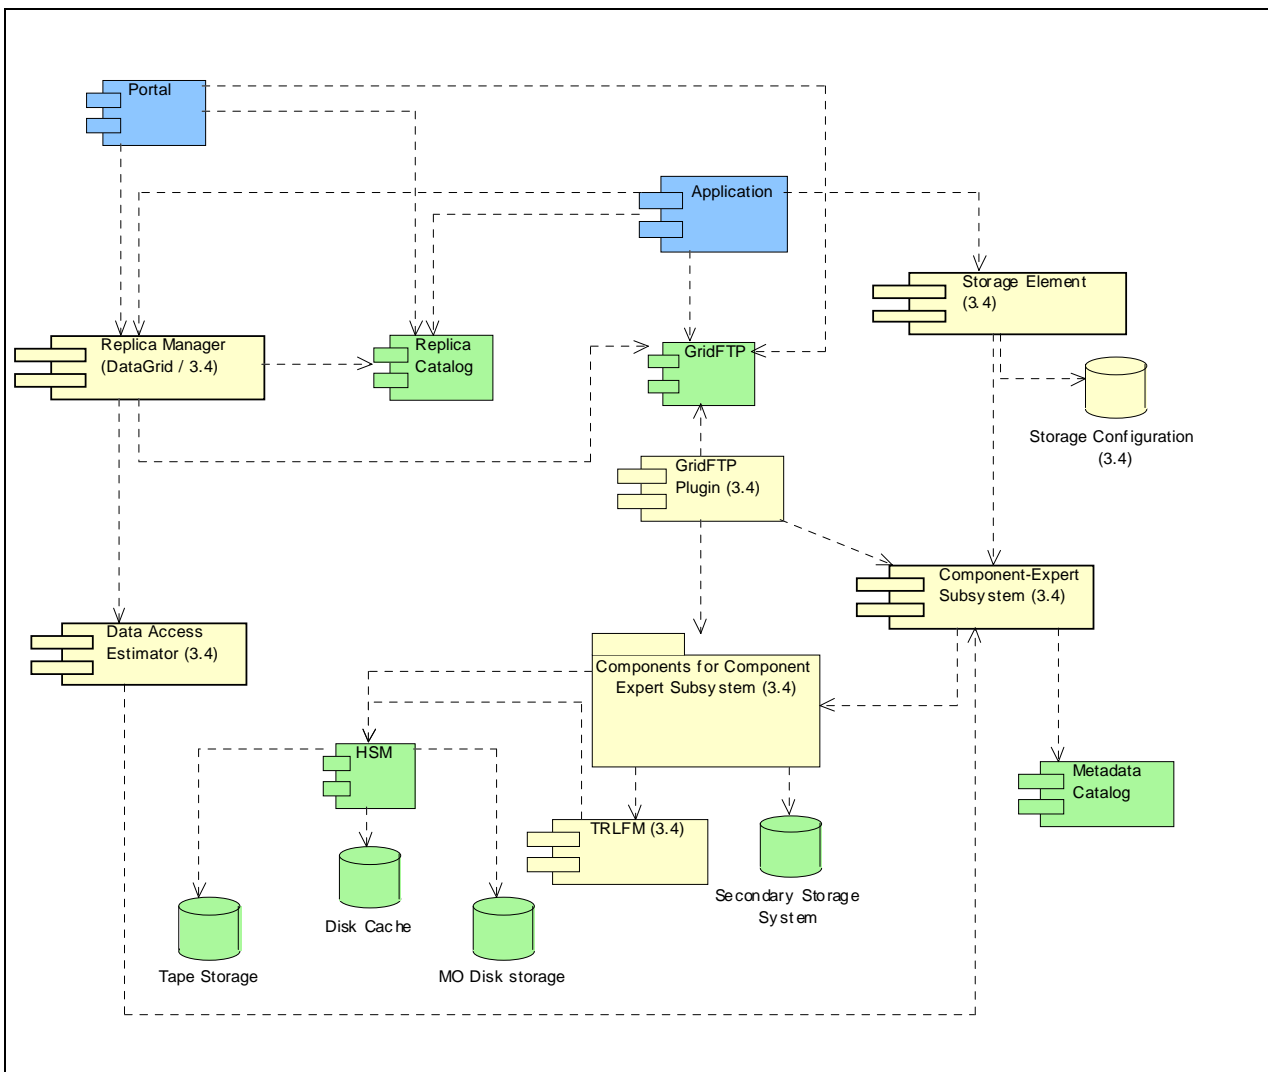 Portal
Application
Storage Element
(3.4)
Replica Manager
(DataGrid / 3.4)
Replica
Catalog
GridFTP
Storage Configuration
(3.4)
GridFTP
Plugin (3.4)
Component-Expert
Subsystem (3.4)
Data Access
Estimator (3.4)
Components for Component
Expert Subsystem (3.4)
HSM
Metadata
Catalog
TRLFM (3.4)
Secondary Storage
System
Disk Cache
Tape Storage
MO Disk storage